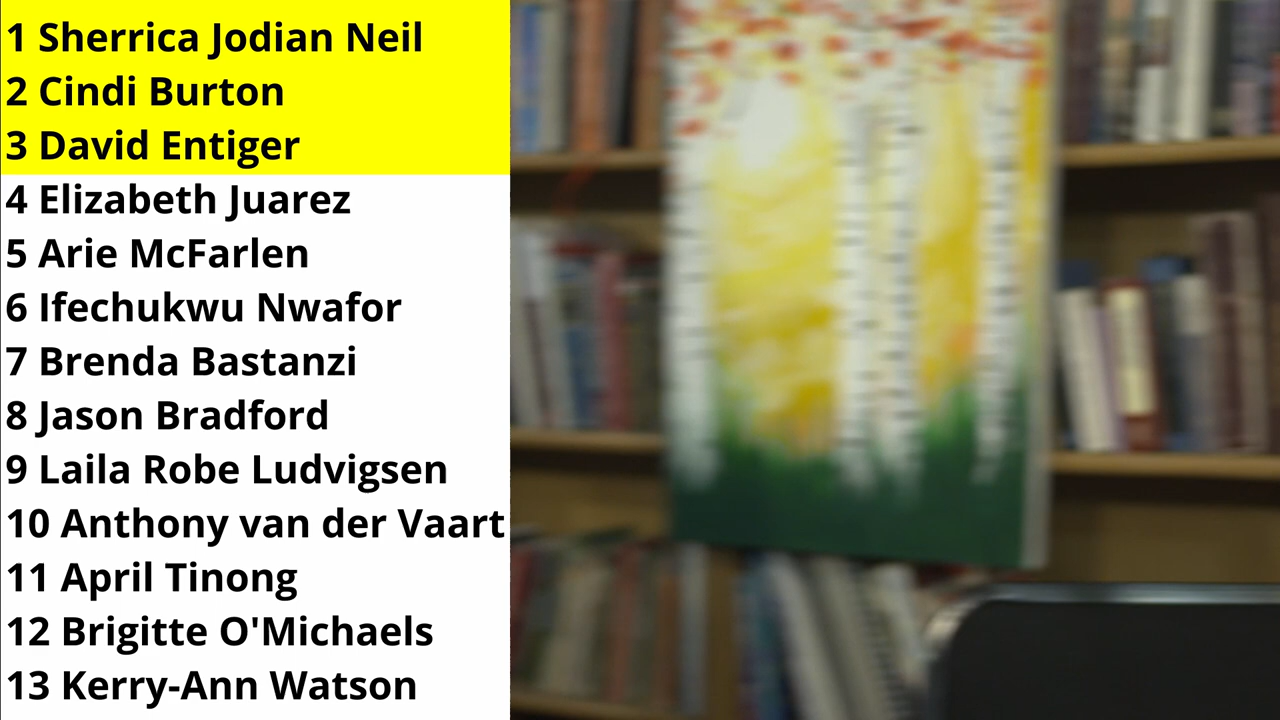 1 Sherrica Jodian Neil
2 Cindi Burton
3 David Entiger
4 Elizabeth Juarez
5 Arie McFarlen
6 Ifechukwu Nwafor
7 Brenda Bastanzi
8 Jason Bradford
9 Laila Robe Ludvigsen
10 Anthony van der Vaart
11 April Tinong
12 Brigitte O'Michaels
13 Kerry-Ann Watson